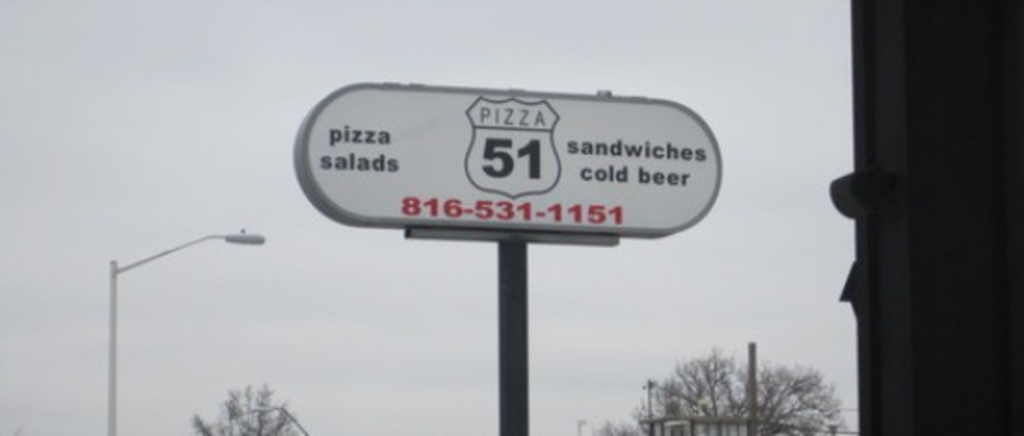 PIZZA
51
pizza
salads
sandwiches
cold beer
816-531-1151